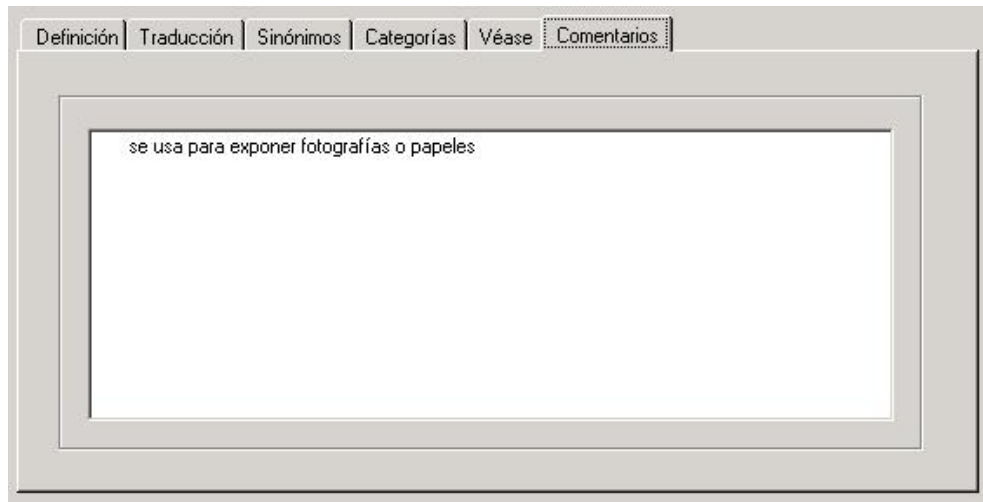 Definición Traducción Sinónimos Categorías Véase Comentarios
se usa para exponer fotografías o papeles